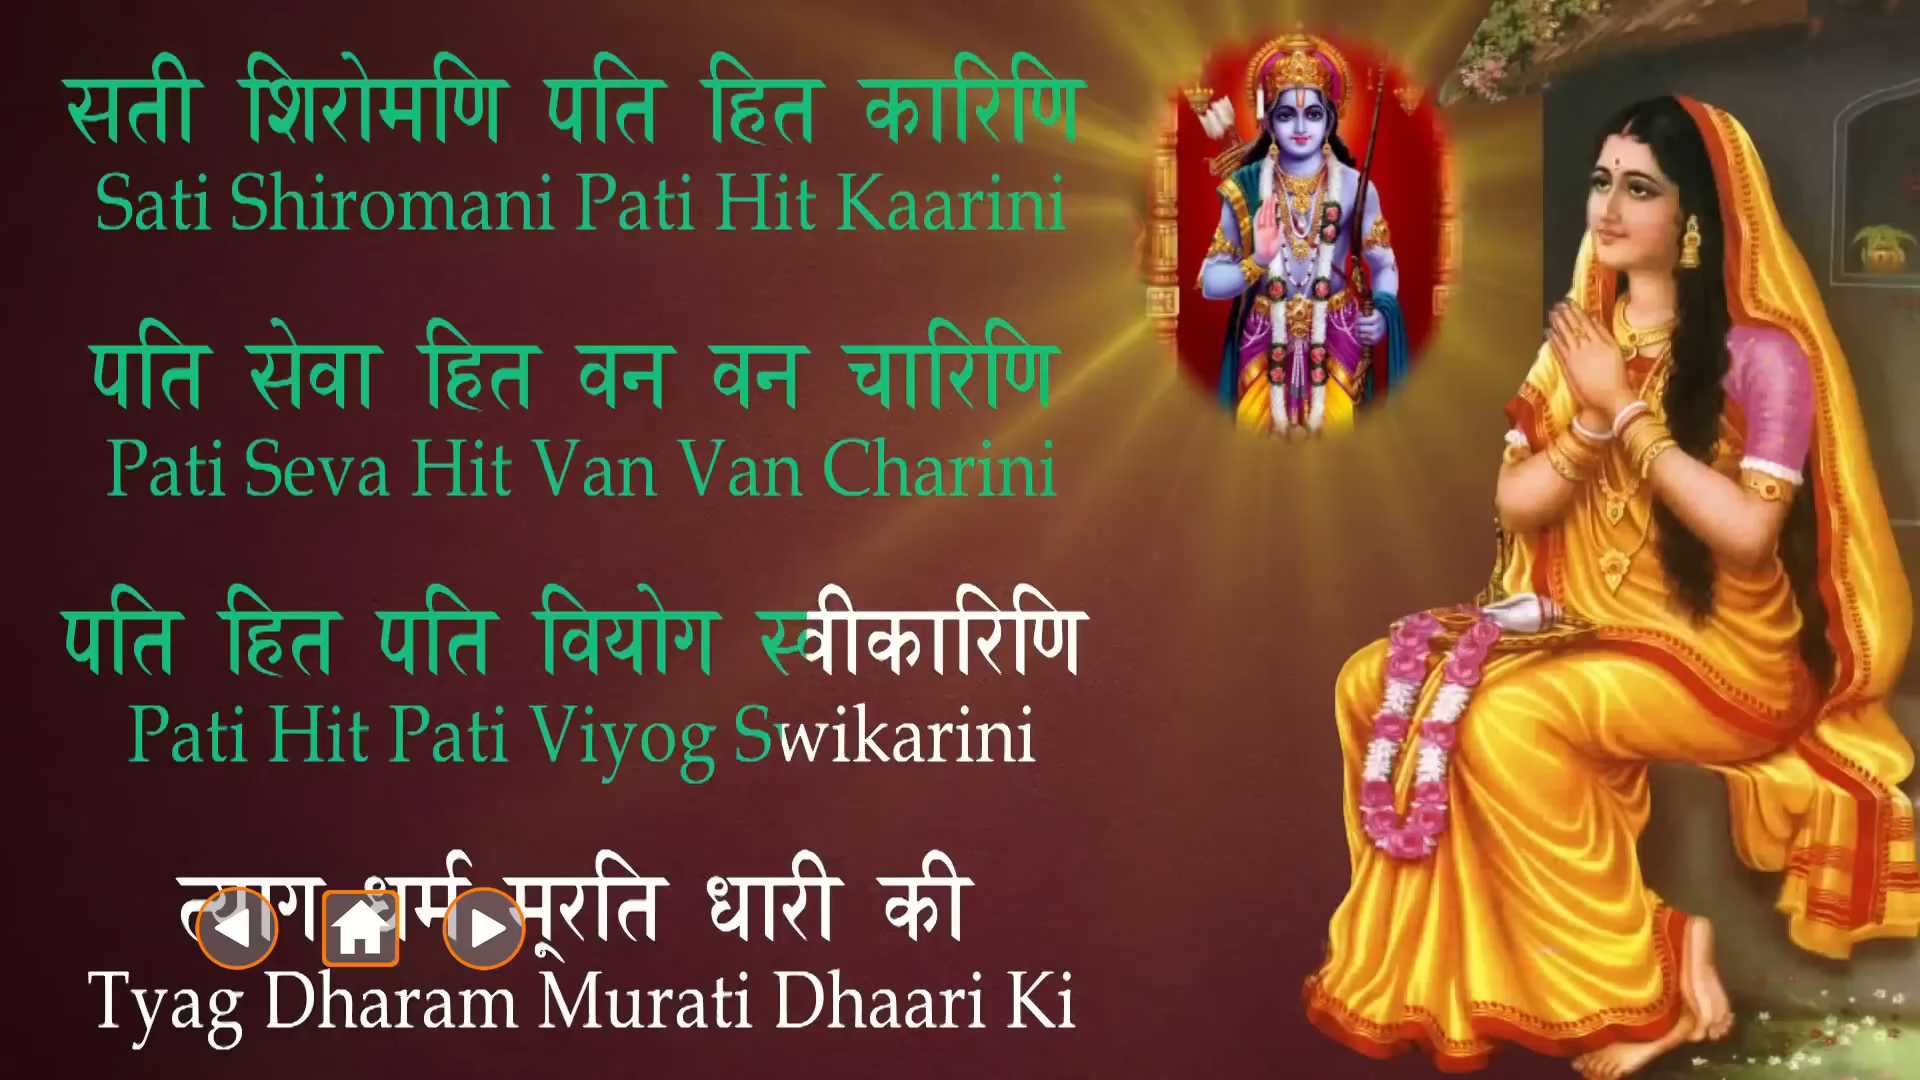 सती शिरोमणि पति हित कारिणि
Sati Shiromani Pati Hit Kaarini
पति सेवा हित वन वन चारिणि
Pati Seva Hit Van Van Charini
पति हित पति वियोग स्वीकारिणि
Pati Hit Pati Viyog Swikarini
त्याग धर्म मूरति धारी की
Tyag Dharam Murati Dhaari Ki